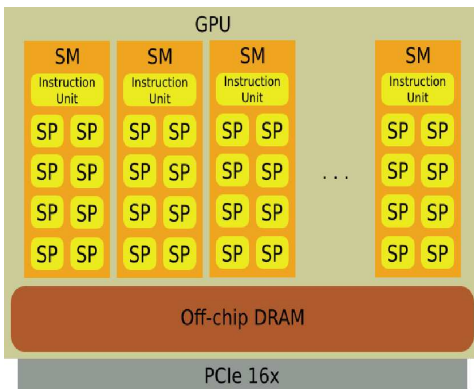 GPU
SM SM SM SM
Instruction Instruction Instruction Instruction
Unit Unit Unit Unit
SP SP SP SP SP SP . . . SP SP
SP SP SP SP SP SP SP SP
SP SP SP SP SP SP SP SP
SP SP SP SP SP SP SP SP
Off-chip DRAM
PCIe 16x